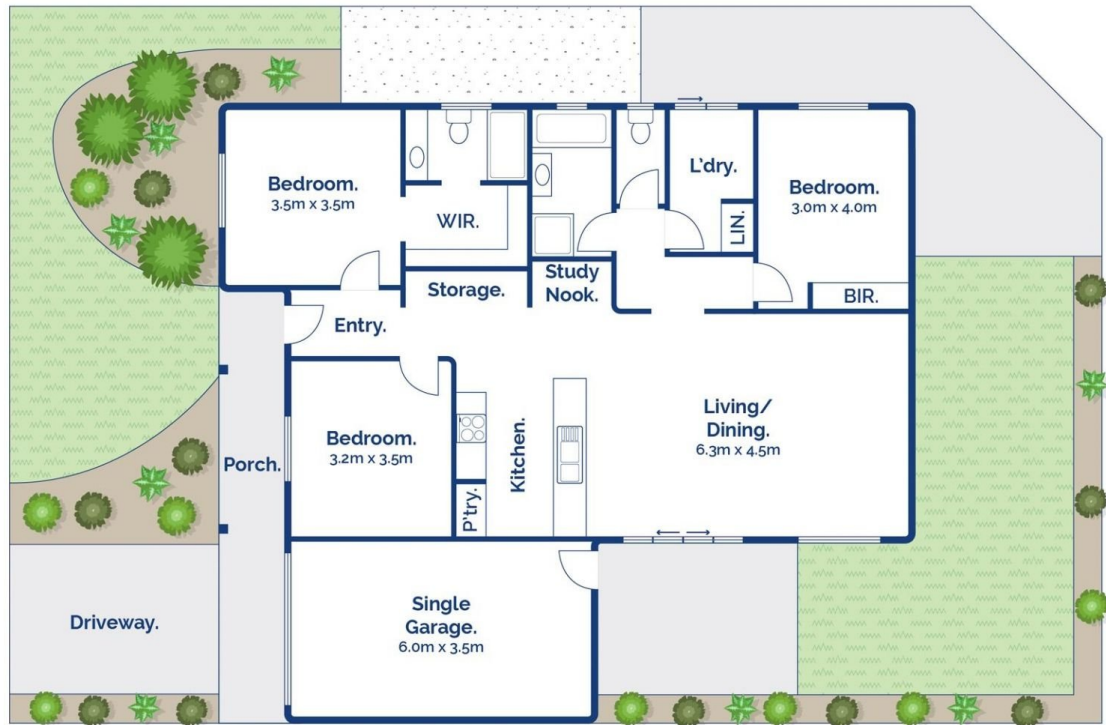 Bedroom.
3.5m x 3.5m
WIR.
L'dry.
LIN.
Bedroom.
3.0m x 4.0m
BIR.
Storage.
Study
Nook.
Entry.
Porch.
Bedroom.
3.2m x 3.5m
P'try.
Kitchen.
Living/
Dining.
6.3m x 4.5m
Driveway.
Single
Garage.
6.0m x 3.5m